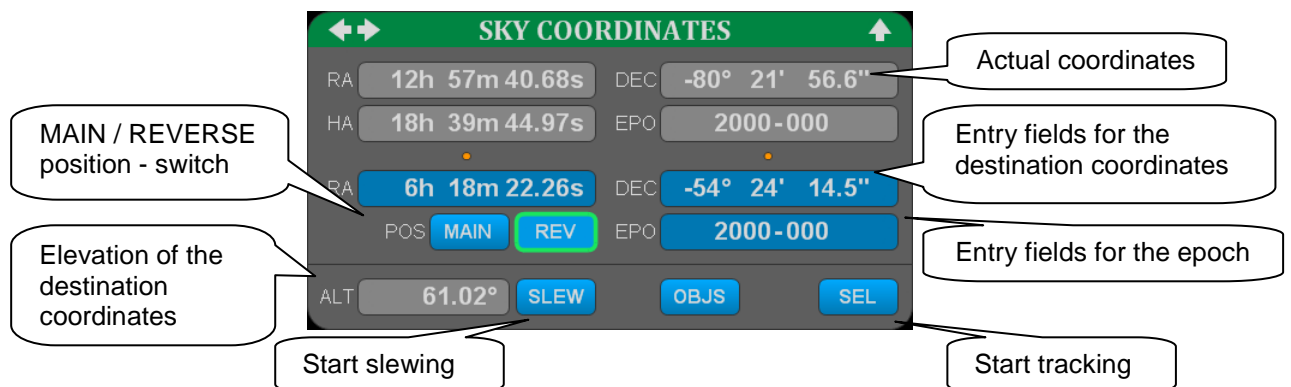 SKY COORDINATES
Actual coordinates
RA 12h 57m 40.68s DEC -80° 21' 56.6"
HA 18h 39m 44.97s EPO 2000-000
MAIN / REVERSE
position - switch
Entry fields for the
destination coordinates
RA 6h 18m 22.26s DEC -54° 24' 14.5"
POS MAIN REV EPO 2000-000
Entry fields for the epoch
Elevation of the
destination
coordinates
ALT 61.02° SLEW OBJS SEL
Start slewing
Start tracking